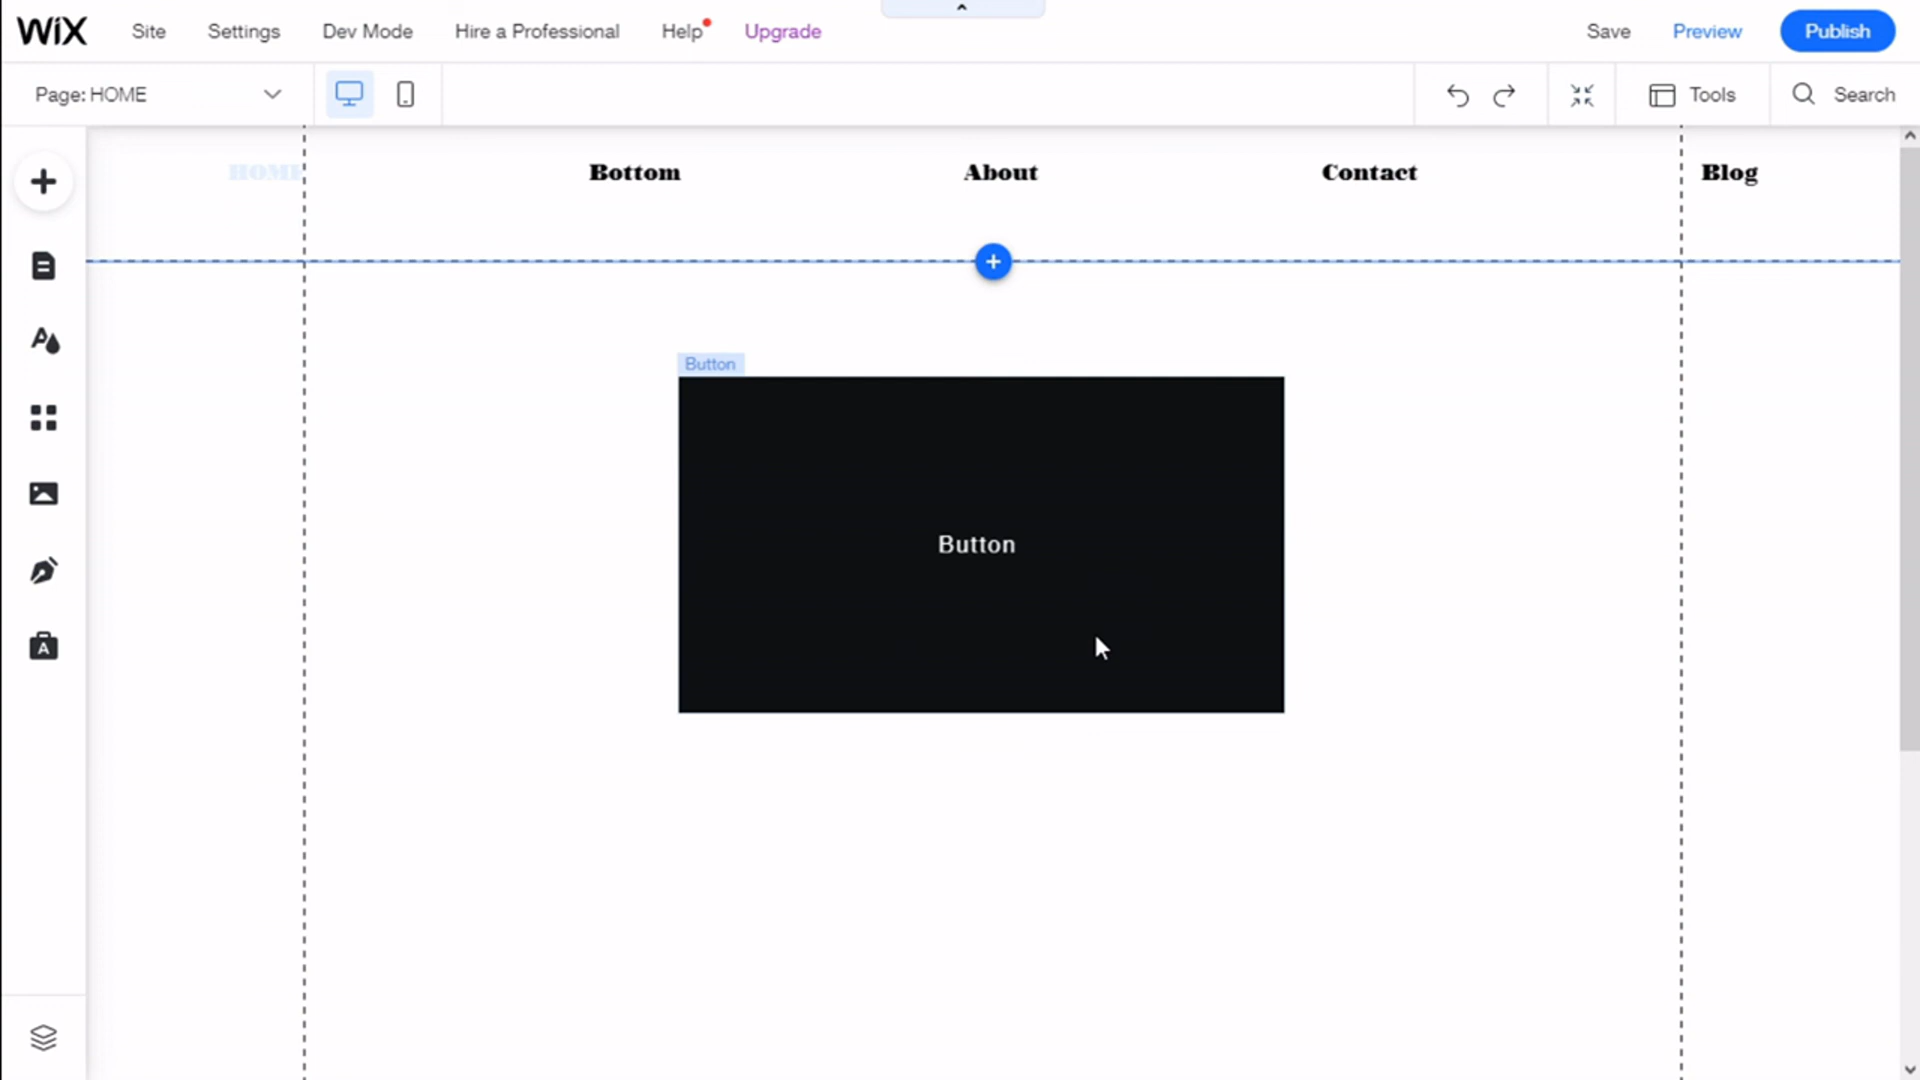 WiX Site Settings Dev Mode Hire a Professional Help Upgrade Save Preview Publish
Page: HOME Tools Search
HOME Bottom About Contact Blog
Button
Button